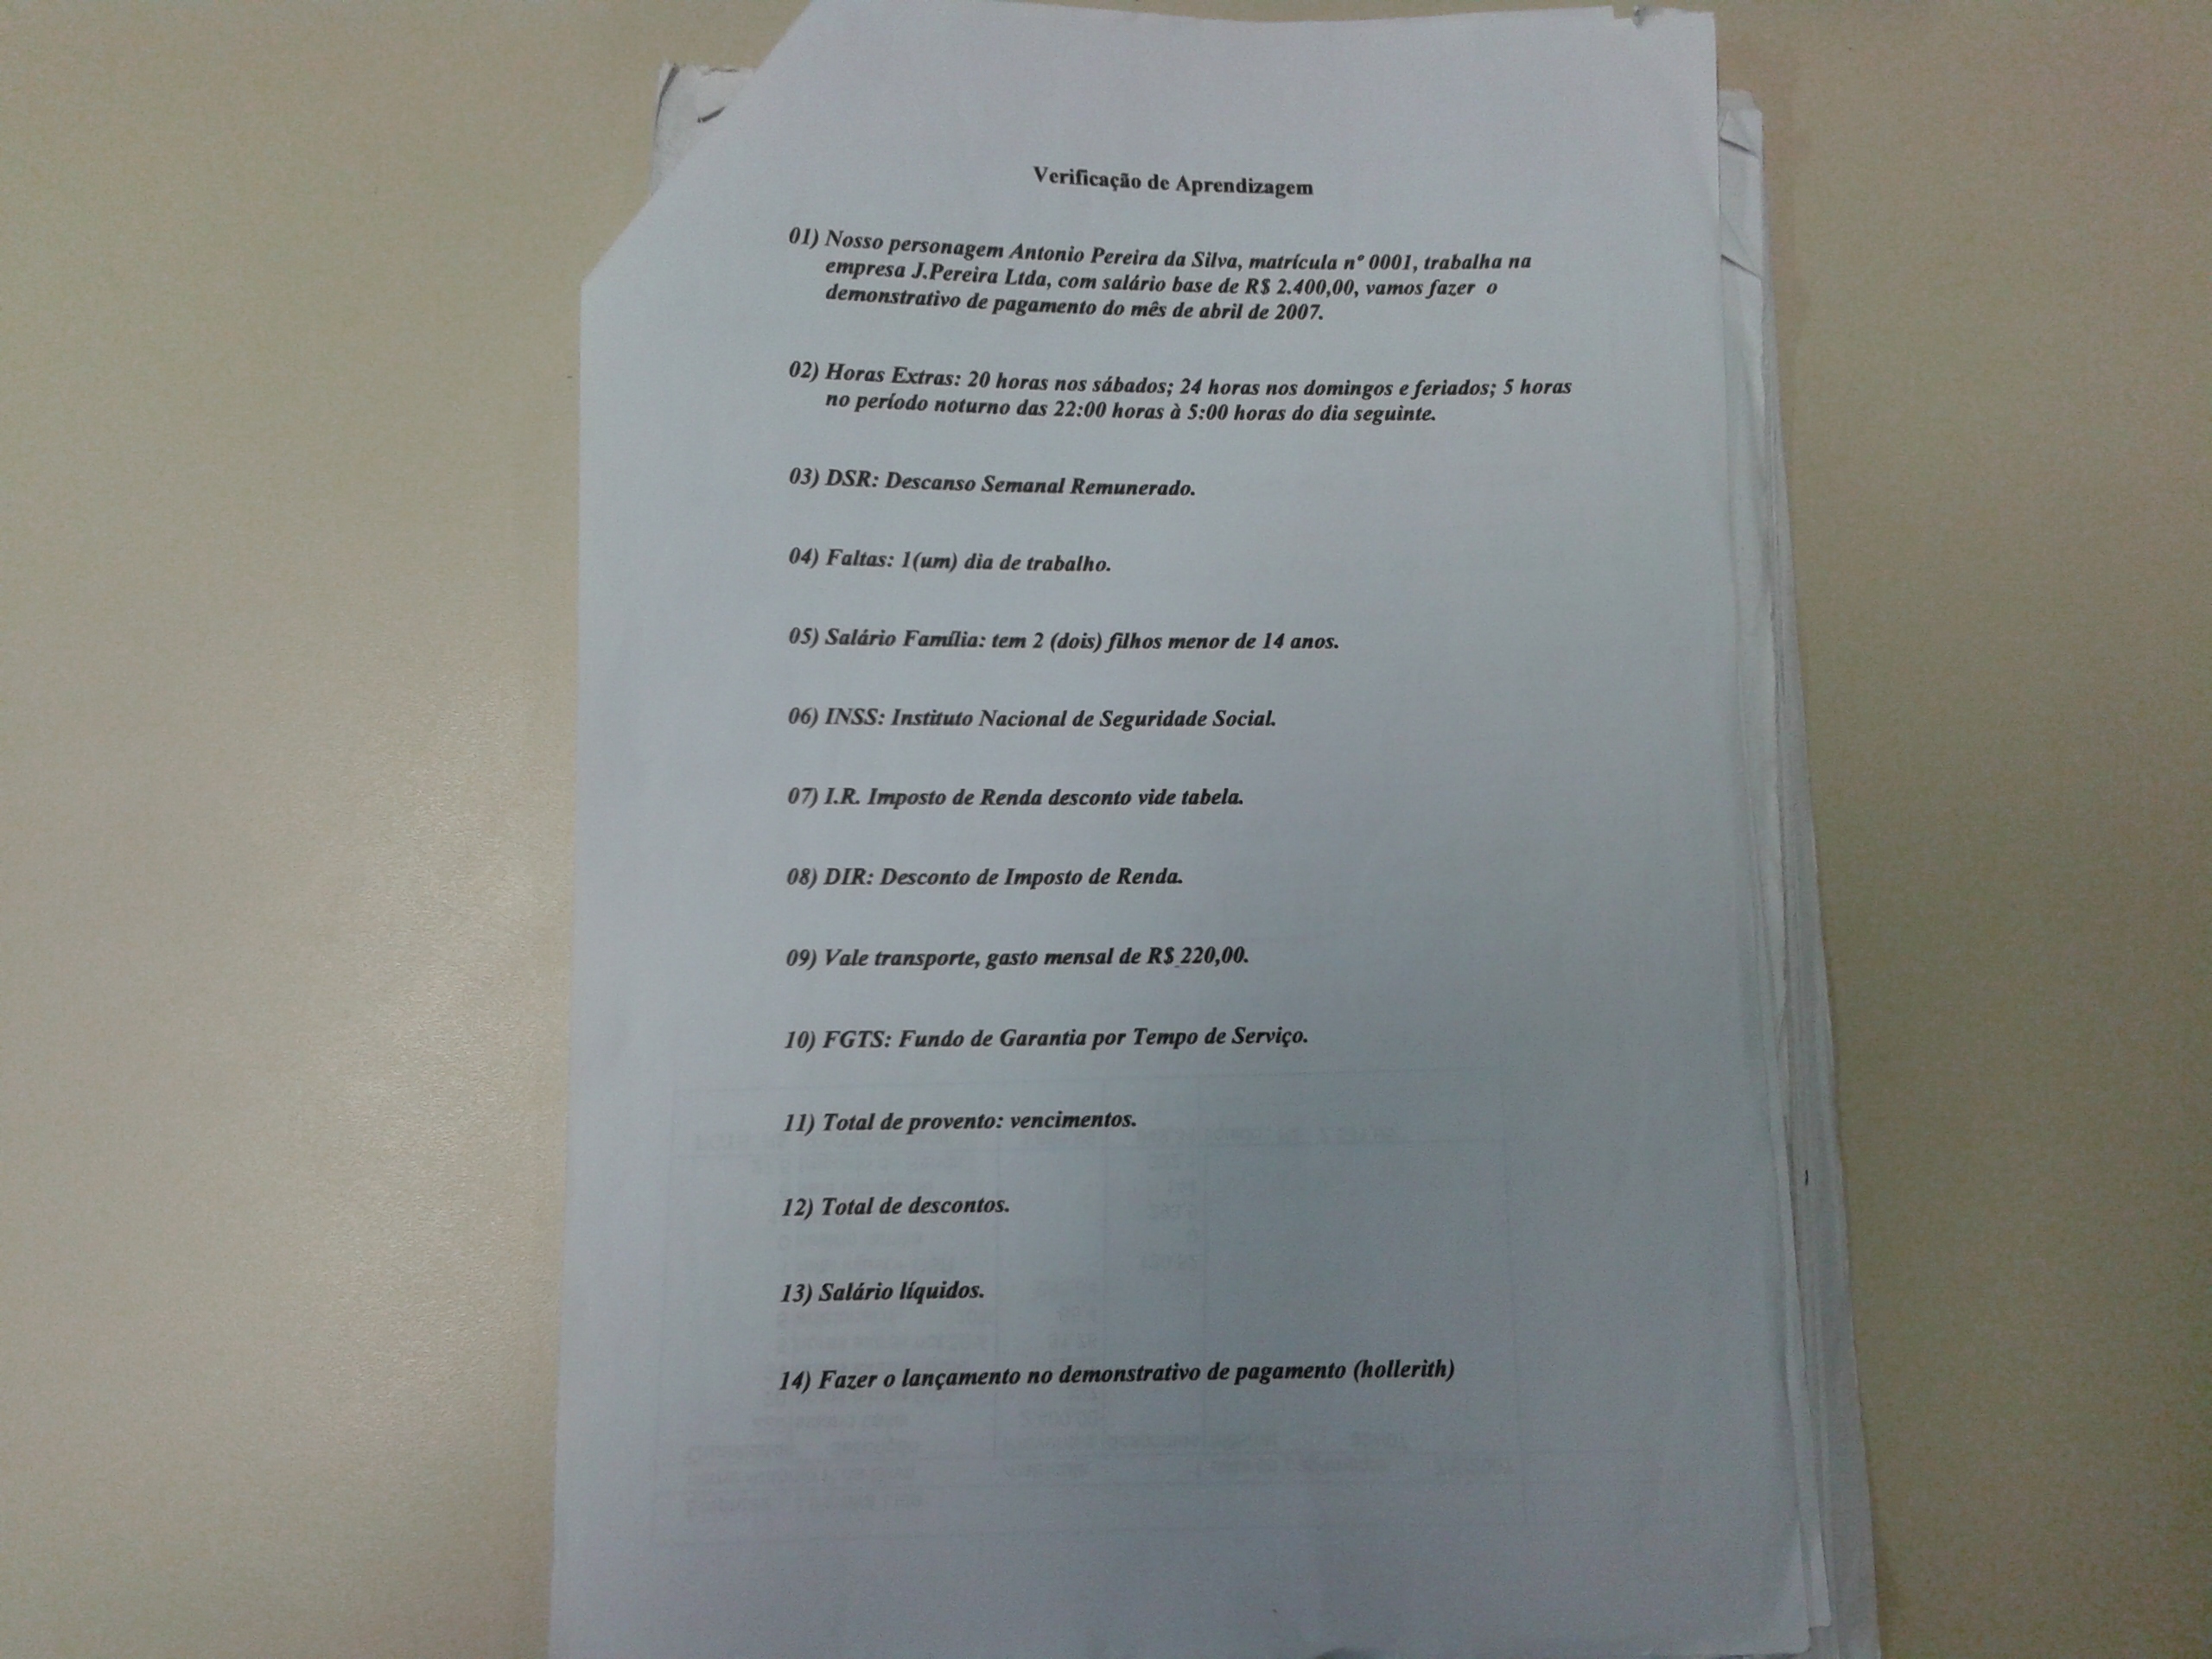 Verificação de Aprendizagem
01) Nosso personagem Antonio Pereira da Silva, matrícula nº 0001, trabalha na
empresa J.Pereira Ltda, com salário base de R$ 2.400,00, vamos fazer o
demonstrativo de pagamento do mês de abril de 2007.
02) Horas Extras: 20 horas nos sábados; 24 horas nos domingos e feriados; 5 horas
no período noturno das 22:00 horas à 5:00 horas do dia seguinte.
03) DSR: Descanso Semanal Remunerado.
04) Faltas: 1(um) dia de trabalho.
05) Salário Família: tem 2 (dois) filhos menor de 14 anos.
06) INSS: Instituto Nacional de Seguridade Social.
07) I.R. Imposto de Renda desconto vide tabela.
08) DIR: Desconto de Imposto de Renda.
09) Vale transporte, gasto mensal de R$ 220,00.
10) FGTS: Fundo de Garantia por Tempo de Serviço.
11) Total de provento: vencimentos.
12) Total de descontos.
13) Salário líquidos.
14) Fazer o lançamento no demonstrativo de pagamento (hollerith)